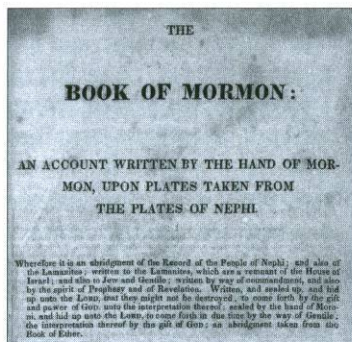 THE
BOOK OF MORMON:
AN ACCOUNT WRITTEN BY THE HAND OF MOR-
MON, UPON PLATES TAKEN FROM
THE PLATES OF NEPHI.
Wherefore it is an abridgment of the Record of the People of Nephi; and also of
the Lamanites; written to the Lamanites, which are a remnant of the House of
Israel; and also to Jew and Gentile; written by way of commandment, and also
by the spirit of Prophesy and of Revelation. Written, and sealed up, and hid
up unto the LORD, that they might not be destroyed; to come forth by the gift
and power of GOD, unto the interpretation thereof; sealed by the hand of Moro-
ni, and hid up unto the LORD, to come forth in due time by the way of Gentile;
the interpretation thereof by the gift of GOD; an abridgment taken from the
Book of Ether.